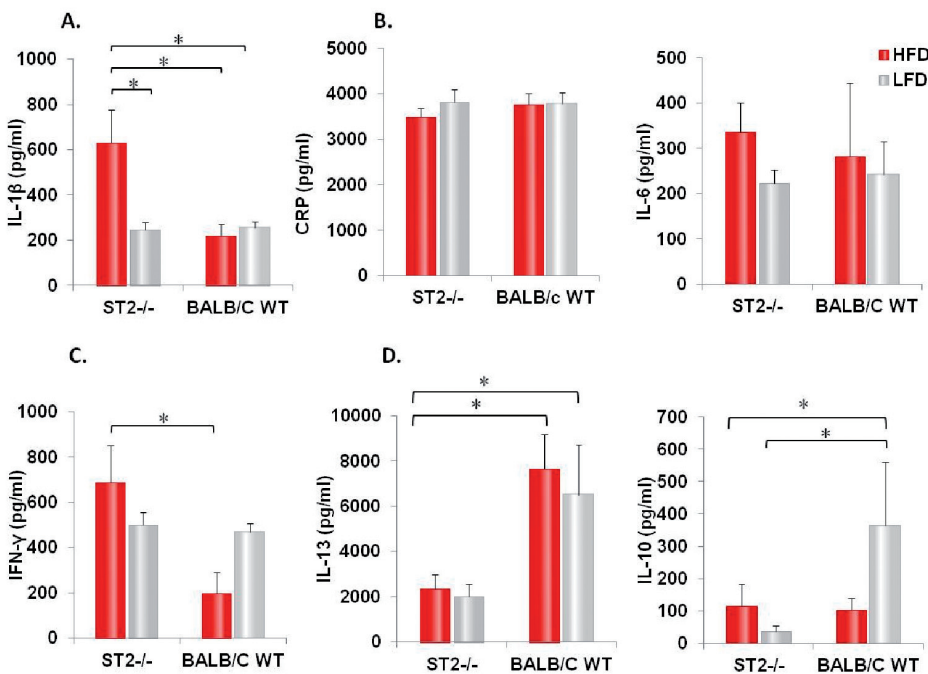 A.
*
*
*
1000
800
600
400
200
0
IL-1β (pg/ml)
ST2-/-
BALB/C WT
B.
5000
4000
3000
2000
1000
0
CRP (pg/ml)
ST2-/-
BALB/c WT
500
400
300
200
100
0
IL-6 (pg/ml)
ST2-/-
BALB/C WT
HFD
LFD
C.
*
1000
800
600
400
200
0
IFN-γ (pg/ml)
ST2-/-
BALB/C WT
D.
*
*
10000
8000
6000
4000
2000
0
IL-13 (pg/ml)
ST2-/-
BALB/C WT
*
*
700
600
500
400
300
200
100
0
IL-10 (pg/ml)
ST2-/-
BALB/C WT